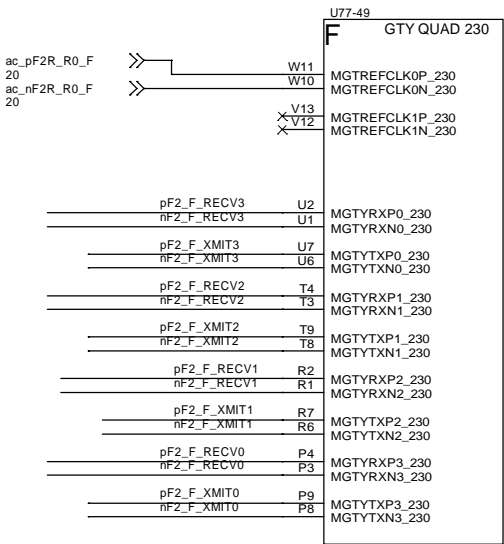 U77-49
F GTY QUAD 230
ac_pF2R_R0_F
20
W11 MGTREFCLK0P_230
ac_nF2R_R0_F
20
W10 MGTREFCLK0N_230
V13 MGTREFCLK1P_230
V12 MGTREFCLK1N_230
pF2_F_RECV3 U2 MGTYRXP0_230
nF2_F_RECV3 U1 MGTYRXN0_230
pF2_F_XMIT3 U7 MGTYTXP0_230
nF2_F_XMIT3 U6 MGTYTXN0_230
pF2_F_RECV2 T4 MGTYRXP1_230
nF2_F_RECV2 T3 MGTYRXN1_230
pF2_F_XMIT2 T9 MGTYTXP1_230
nF2_F_XMIT2 T8 MGTYTXN1_230
pF2_F_RECV1 R2 MGTYRXP2_230
nF2_F_RECV1 R1 MGTYRXN2_230
pF2_F_XMIT1 R7 MGTYTXP2_230
nF2_F_XMIT1 R6 MGTYTXN2_230
pF2_F_RECV0 P4 MGTYRXP3_230
nF2_F_RECV0 P3 MGTYRXN3_230
pF2_F_XMIT0 P9 MGTYTXP3_230
nF2_F_XMIT0 P8 MGTYTXN3_230